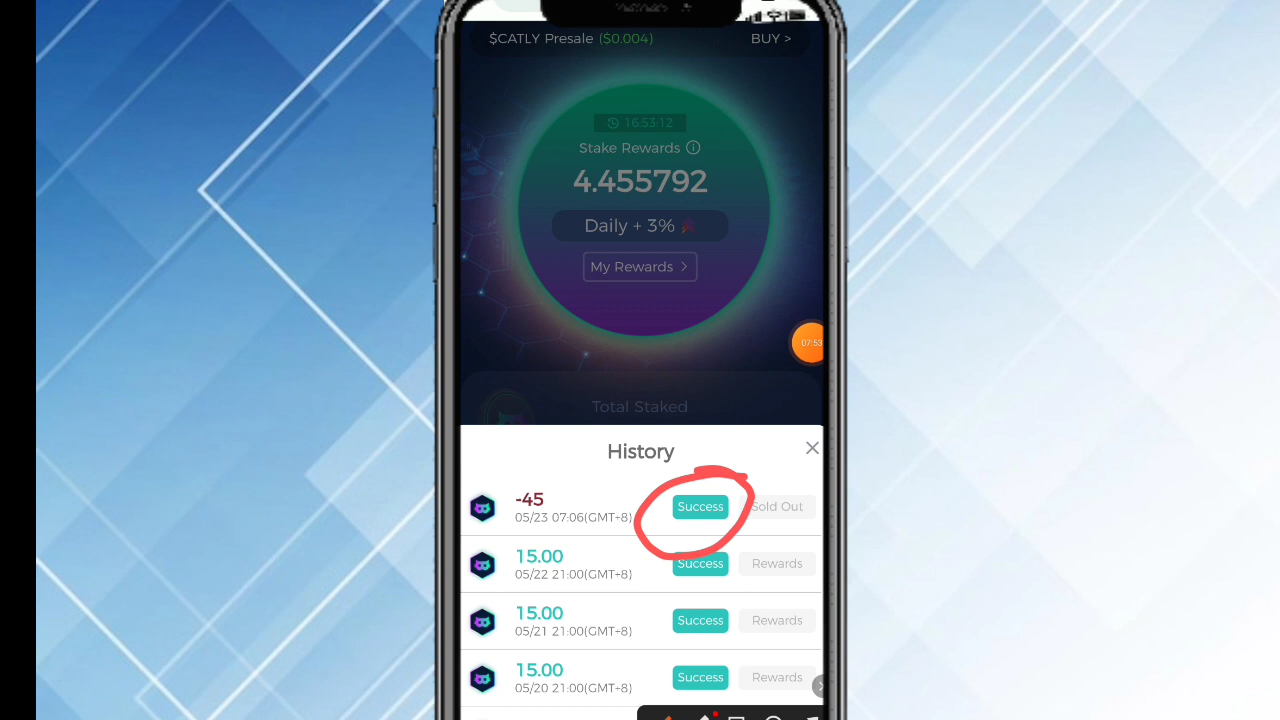 $CATLY Presale ($0.004) BUY >
16:53:12
Stake Rewards
4.455792
Daily + 3%
My Rewards >
07:53
Total Staked
History
-45
05/23 07:06(GMT+8)
Success
Sold Out
15.00
05/22 21:00(GMT+8)
Success
Rewards
15.00
05/21 21:00(GMT+8)
Success
Rewards
15.00
05/20 21:00(GMT+8)
Success
Rewards